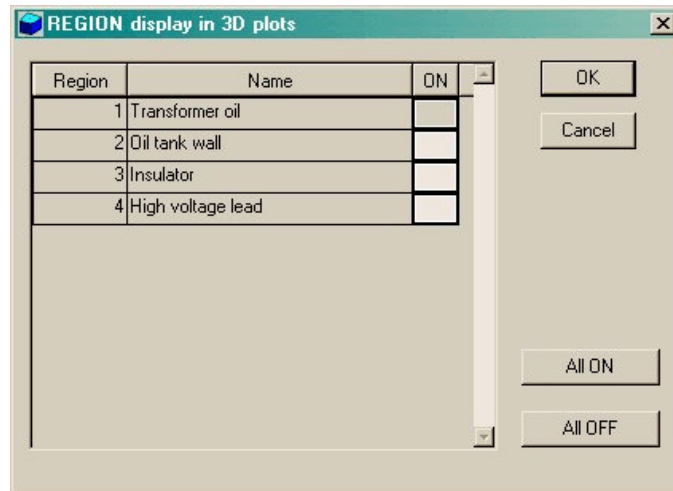 REGION display in 3D plots
Region Name ON
1 Transformer oil
2 Oil tank wall
3 Insulator
4 High voltage lead
OK
Cancel
All ON
All OFF